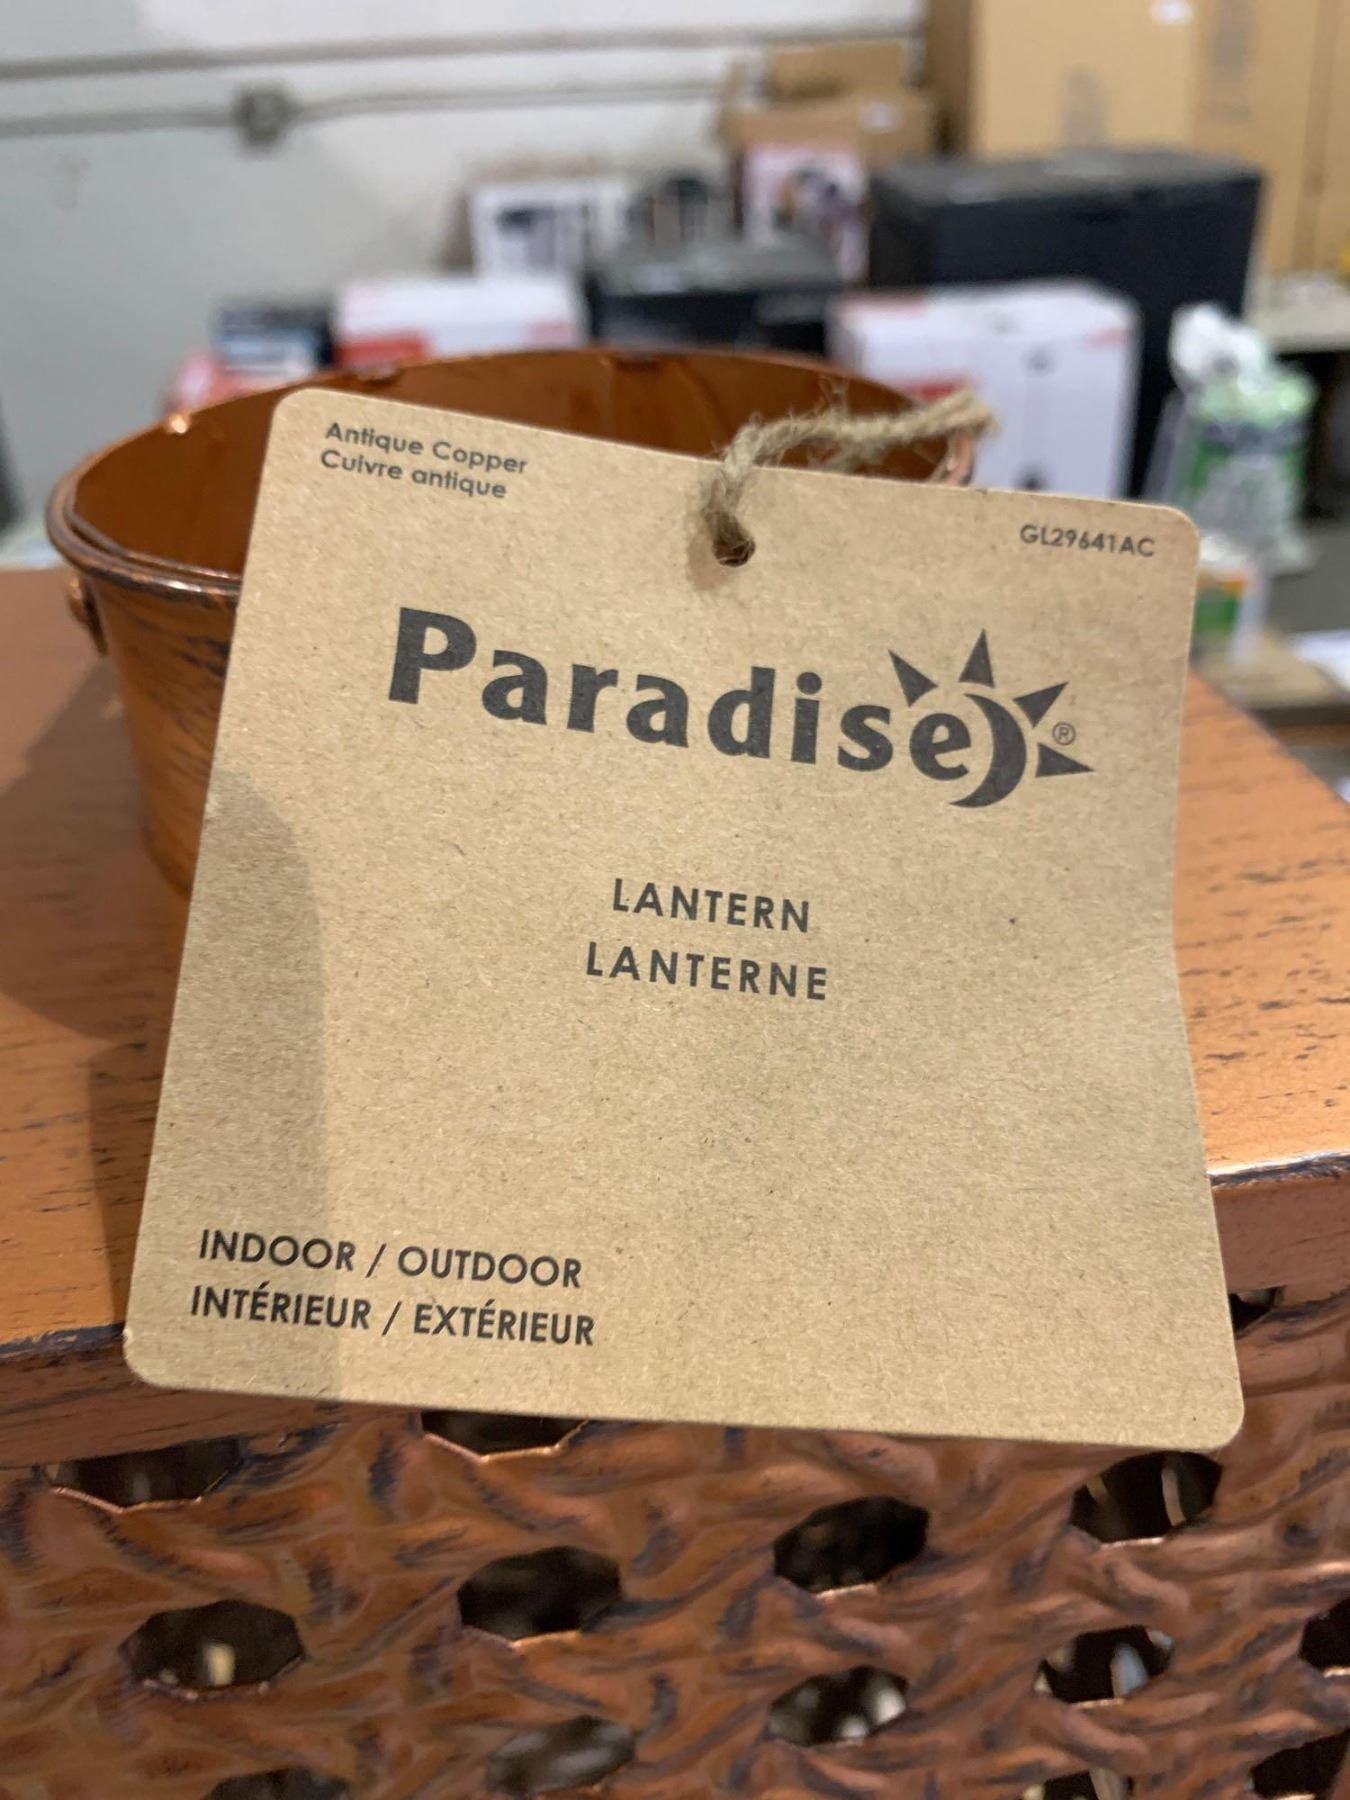 Antique Copper
Cuivre antique
GL29641AC
Paradise®
LANTERN
LANTERNE
INDOOR / OUTDOOR
INTÉRIEUR / EXTÉRIEUR